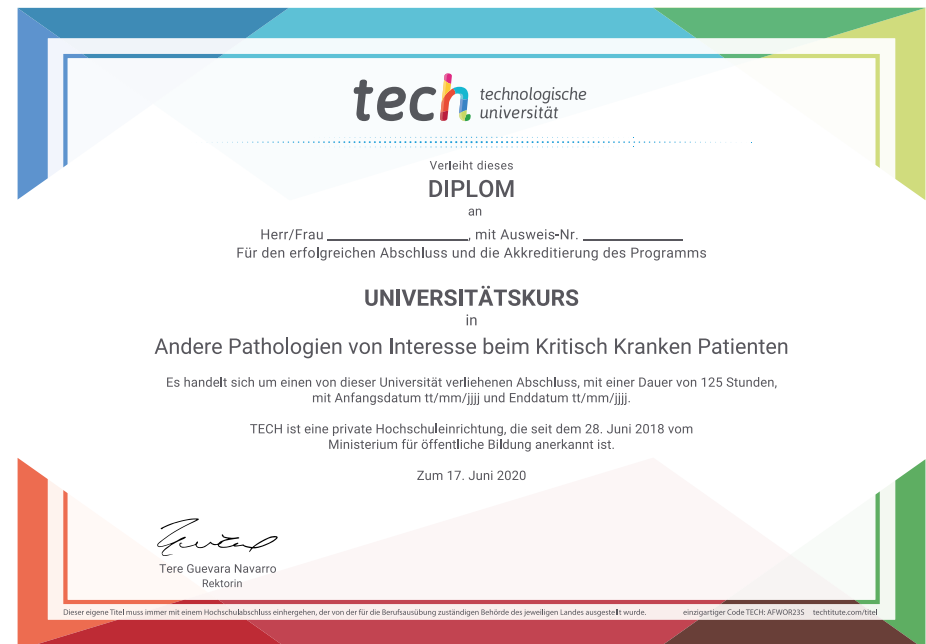 tech technologische
universität
Verleiht dieses
DIPLOM
an
Herr/Frau ____________________, mit Ausweis-Nr. ______________
Für den erfolgreichen Abschluss und die Akkreditierung des Programms
UNIVERSITÄTSKURS
in
Andere Pathologien von Interesse beim Kritisch Kranken Patienten
Es handelt sich um einen von dieser Universität verliehenen Abschluss, mit einer Dauer von 125 Stunden,
mit Anfangsdatum tt/mm/jjjj und Enddatum tt/mm/jjjj.
TECH ist eine private Hochschuleinrichtung, die seit dem 28. Juni 2018 vom
Ministerium für öffentliche Bildung anerkannt ist.
Zum 17. Juni 2020
Tere Guevara Navarro
Rektorin
Dieser eigene Titel muss immer mit einem Hochschulabschluss einhergehen, der von der für die Berufsausübung zuständigen Behörde des jeweiligen Landes ausgestellt wurde. einzigartiger Code TECH: AFWOR23S techtitute.com/titel